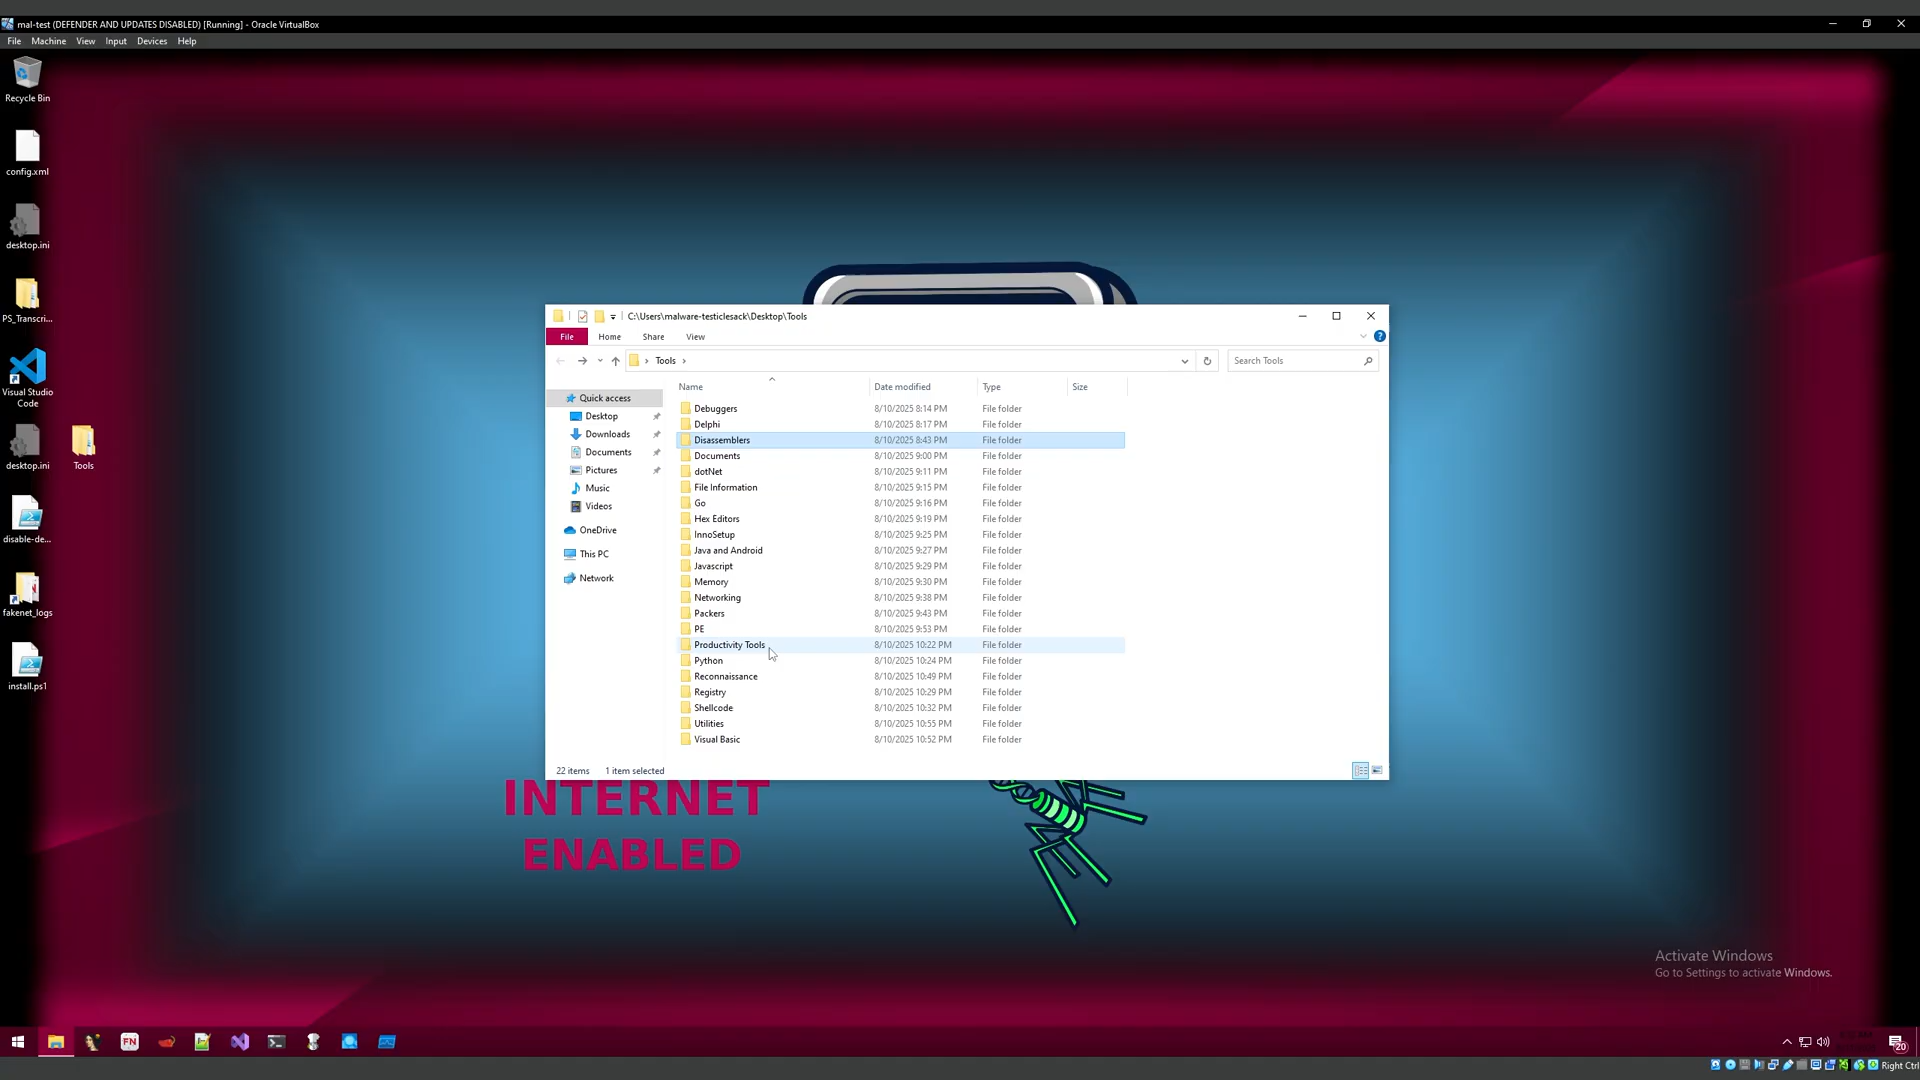 mal-test (DEFENDER AND UPDATES DISABLED) [Running] - Oracle VirtualBox
File Machine View Input Devices Help
Recycle Bin
config.xml
desktop.ini
PS_Transcri...
Visual Studio
Code
desktop.ini
Tools
disable-de...
fakenet_logs
install.ps1
C:\Users\malware-testiclesack\Desktop\Tools
File Home Share View
Tools
Search Tools
Quick access
Desktop
Downloads
Documents
Pictures
Music
Videos
OneDrive
This PC
Network
Name Date modified Type Size
Debuggers 8/10/2025 8:14 PM File folder
Delphi 8/10/2025 8:17 PM File folder
Disassemblers 8/10/2025 8:43 PM File folder
Documents 8/10/2025 9:00 PM File folder
dotNet 8/10/2025 9:11 PM File folder
File Information 8/10/2025 9:15 PM File folder
Go 8/10/2025 9:16 PM File folder
Hex Editors 8/10/2025 9:19 PM File folder
InnoSetup 8/10/2025 9:25 PM File folder
Java and Android 8/10/2025 9:27 PM File folder
Javascript 8/10/2025 9:29 PM File folder
Memory 8/10/2025 9:30 PM File folder
Networking 8/10/2025 9:38 PM File folder
Packers 8/10/2025 9:43 PM File folder
PE 8/10/2025 9:53 PM File folder
Productivity Tools 8/10/2025 10:22 PM File folder
Python 8/10/2025 10:24 PM File folder
Reconnaissance 8/10/2025 10:49 PM File folder
Registry 8/10/2025 10:29 PM File folder
Shellcode 8/10/2025 10:32 PM File folder
Utilities 8/10/2025 10:55 PM File folder
Visual Basic 8/10/2025 10:52 PM File folder
22 items 1 item selected
INTERNET
ENABLED
Activate Windows
Go to Settings to activate Windows.
FN
20
Right Ctrl